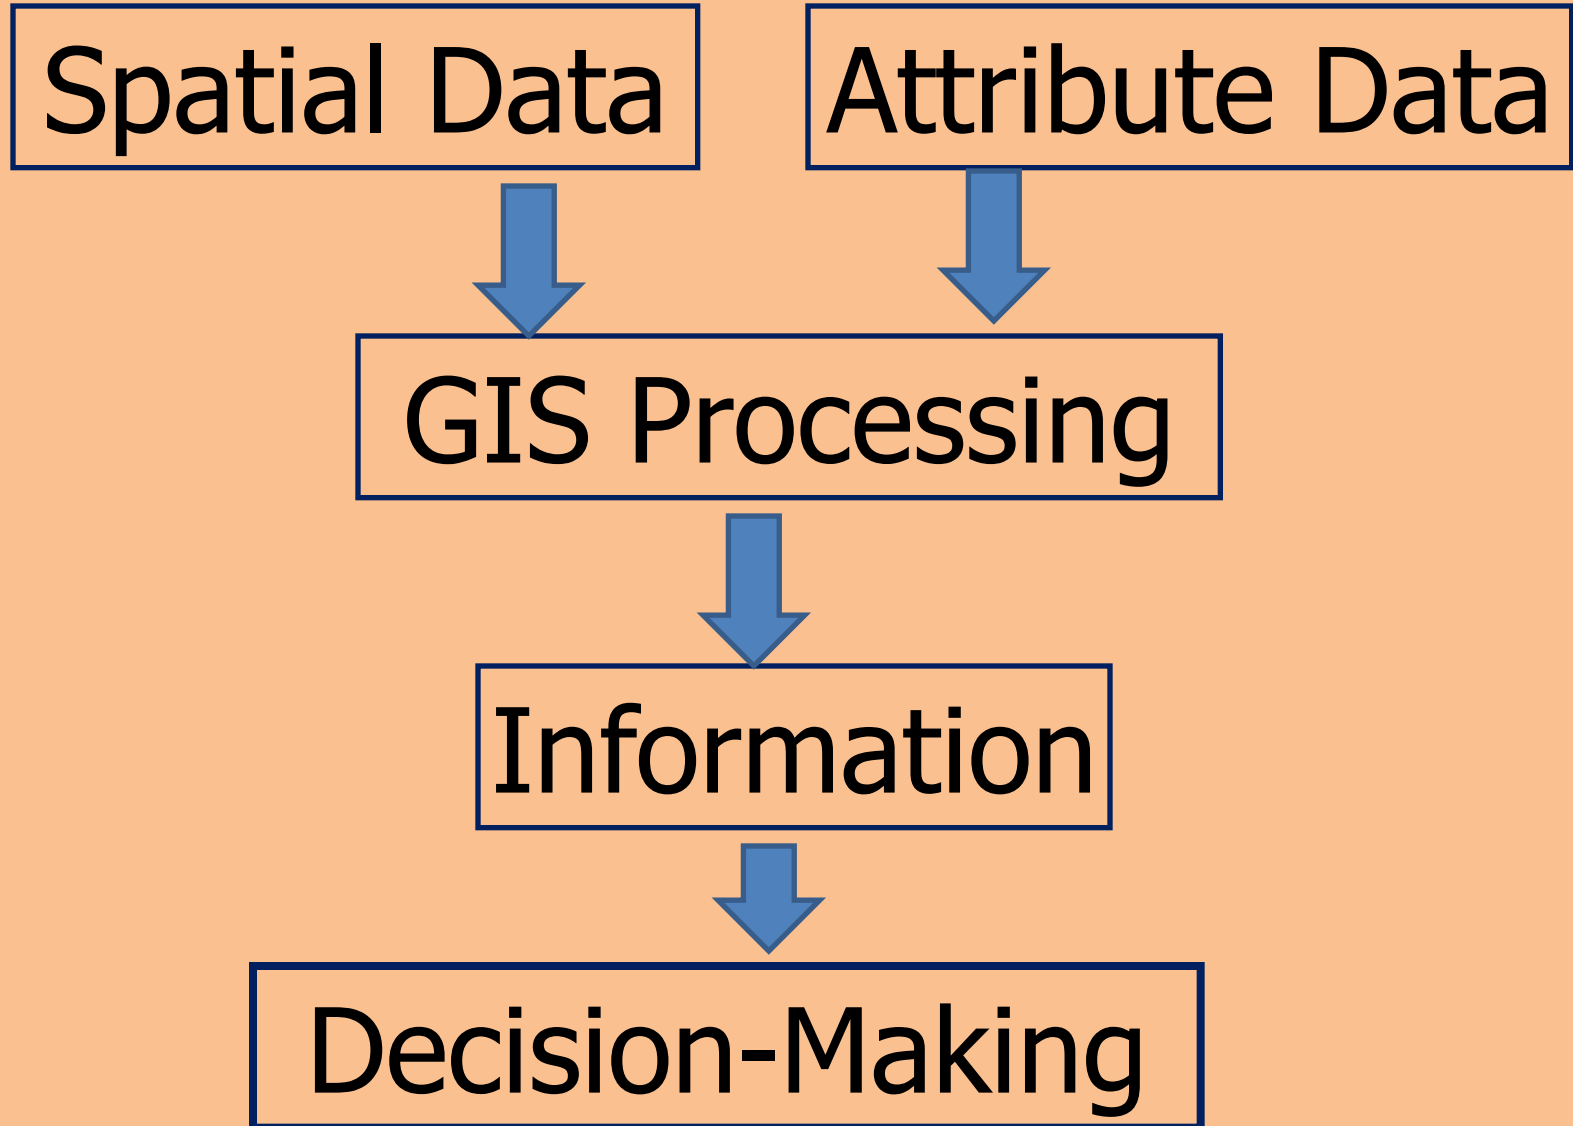 Spatial Data
Attribute Data
GIS Processing
Information
Decision-Making